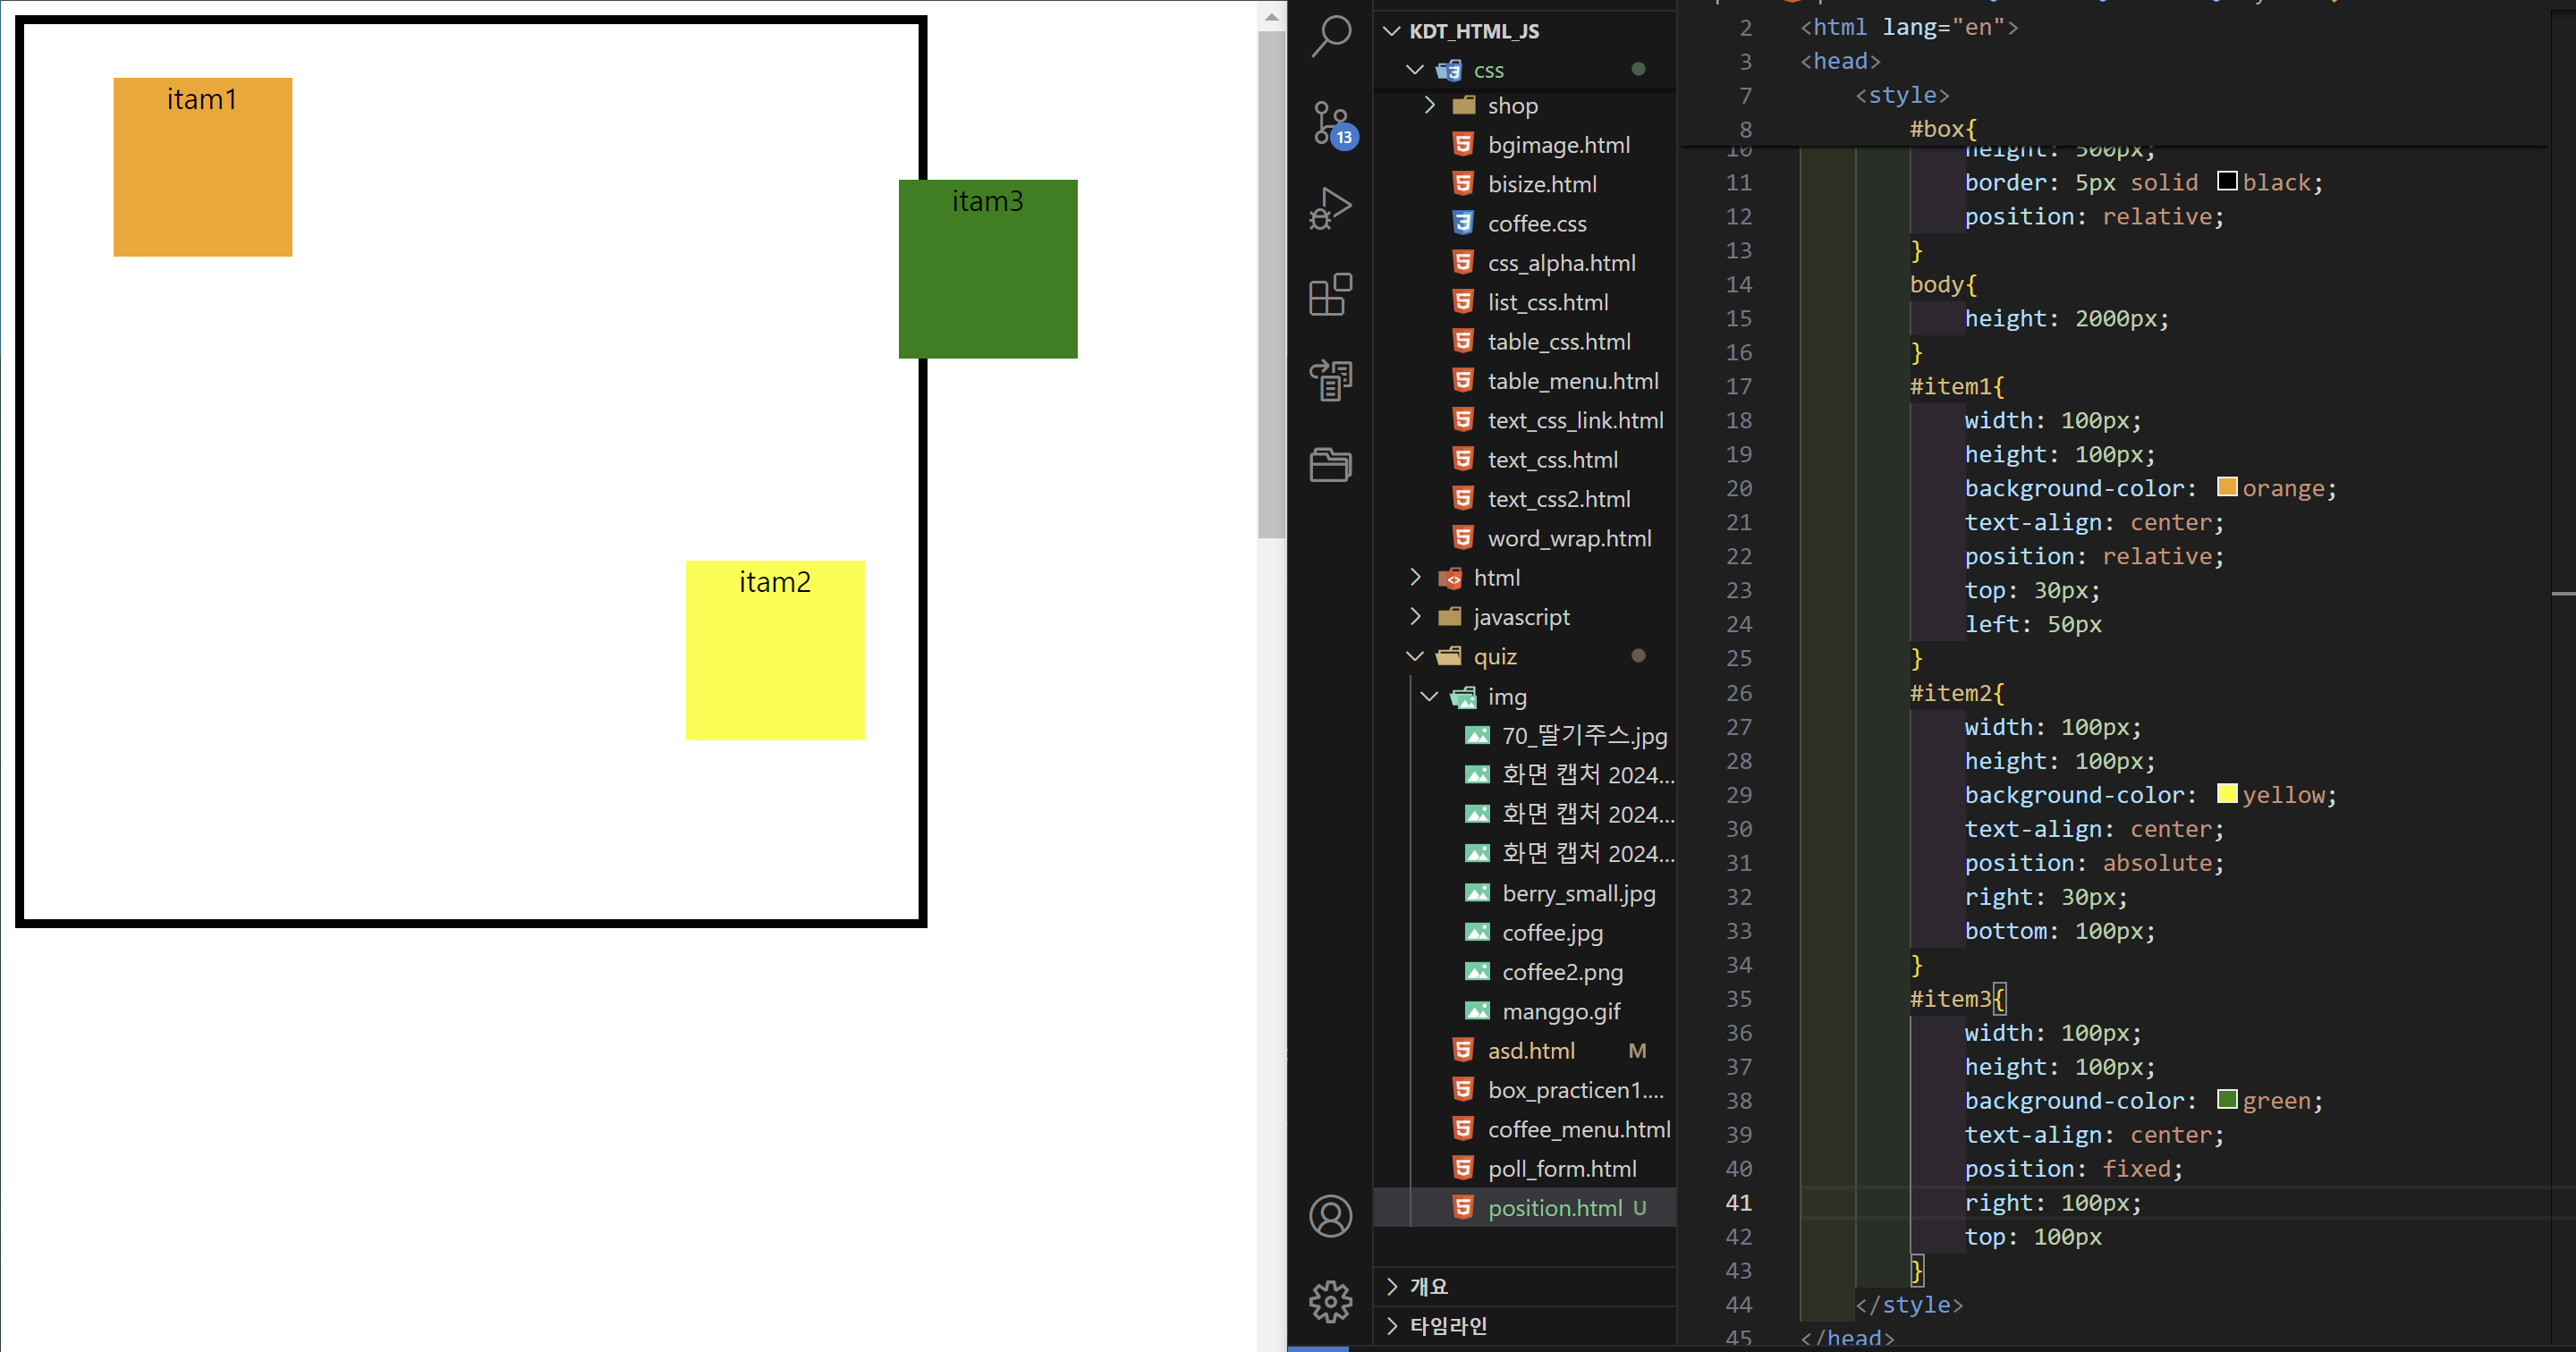 itam1
itam3
itam2
13
KDT_HTML_JS
css
shop
bgimage.html
bisize.html
coffee.css
css_alpha.html
list_css.html
table_css.html
table_menu.html
text_css_link.html
text_css.html
text_css2.html
word_wrap.html
html
javascript
quiz
img
70_딸기주스.jpg
화면 캡처 2024...
화면 캡처 2024...
화면 캡처 2024...
berry_small.jpg
coffee.jpg
coffee2.png
manggo.gif
asd.html M
box_practicen1....
coffee_menu.html
poll_form.html
position.html U
개요
타임라인
2 <html lang="en">
3 <head>
7 <style>
8 #box{
10 height: 500px;
11 border: 5px solid black;
12 position: relative;
13 }
14 body{
15 height: 2000px;
16 }
17 #item1{
18 width: 100px;
19 height: 100px;
20 background-color: orange;
21 text-align: center;
22 position: relative;
23 top: 30px;
24 left: 50px
25 }
26 #item2{
27 width: 100px;
28 height: 100px;
29 background-color: yellow;
30 text-align: center;
31 position: absolute;
32 right: 30px;
33 bottom: 100px;
34 }
35 #item3{
36 width: 100px;
37 height: 100px;
38 background-color: green;
39 text-align: center;
40 position: fixed;
41 right: 100px;
42 top: 100px
43 }
44 </style>
45 </head>